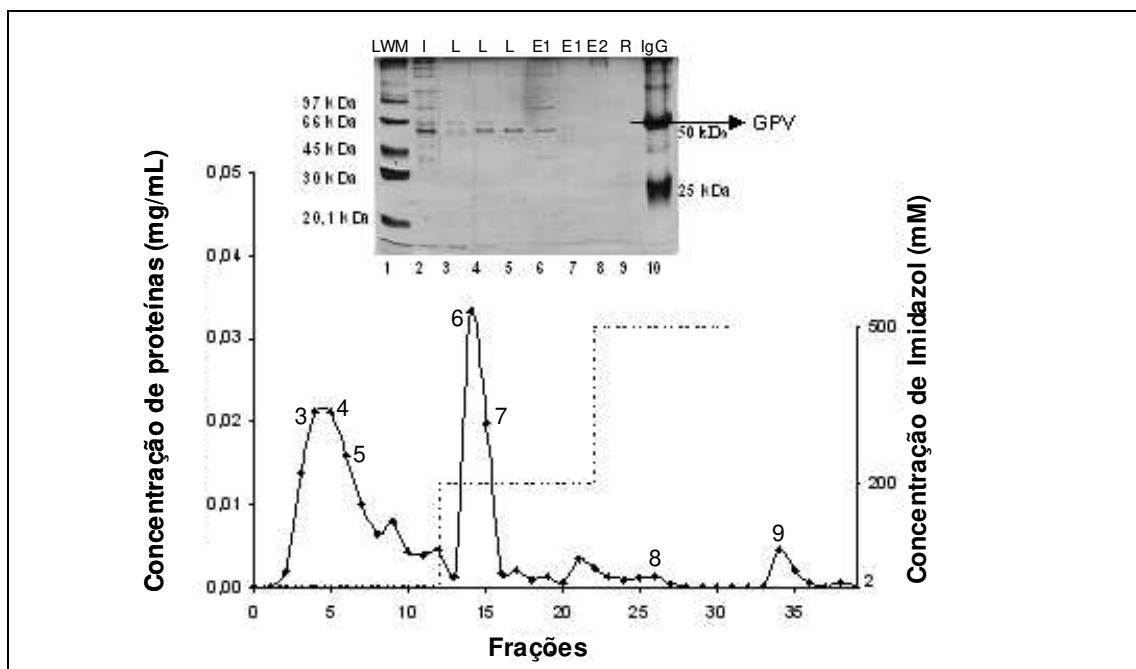 LWM I L L L E1 E1 E2 R IgG
97 kDa
66 kDa
45 kDa
30 kDa
20,1 kDa
50 kDa
GPV
25 kDa
1 2 3 4 5 6 7 8 9 10
Concentração de proteínas (mg/mL)
0,05
0,04
0,03
0,02
0,01
0,00
3 4 5 6 7 8 9
500
200
2
Concentração de Imidazol (mM)
0 5 10 15 20 25 30 35
Frações